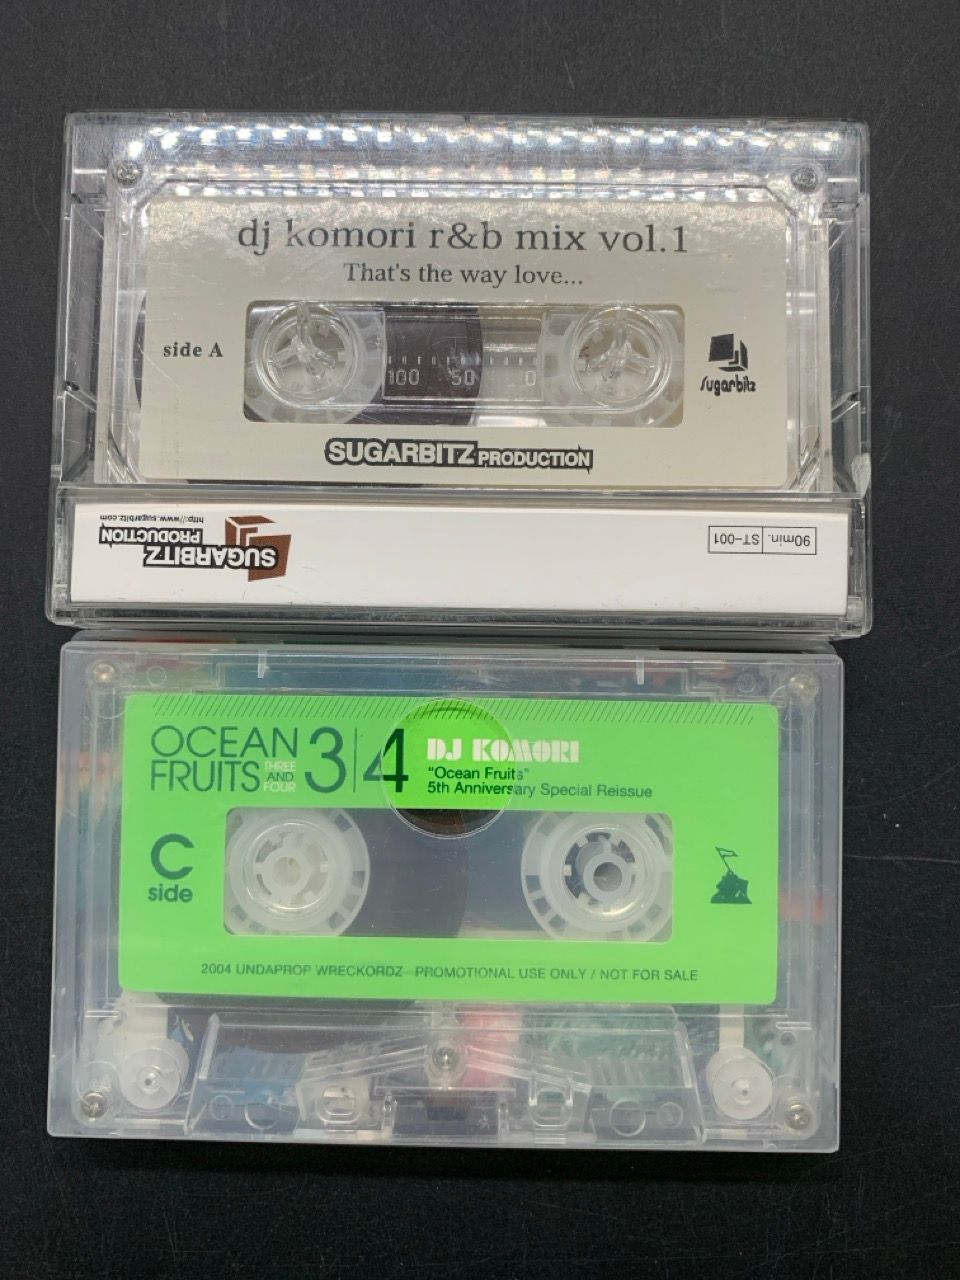 dj komori r&b mix vol.1
That's the way love...
side A
100 50 0
sugarbitz
SUGARBITZ PRODUCTION
90min. ST-001
SUGARBITZ
PRODUCTION
http://www.sugarbitz.com
OCEAN
FRUITS
THREE
AND
FOUR
3|4
DJ KOMORI
"Ocean Fruits"
5th Anniversary Special Reissue
C
side
2004 UNDAPROP WRECKORDZ PROMOTIONAL USE ONLY / NOT FOR SALE